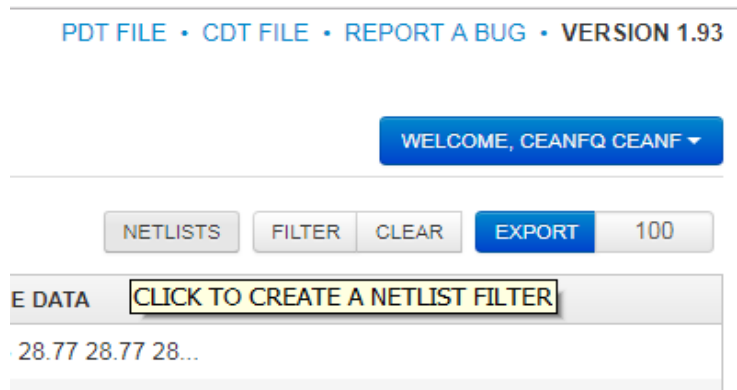 PDT FILE • CDT FILE • REPORT A BUG • VERSION 1.93
WELCOME, CEANFQ CEANF
NETLISTS FILTER CLEAR EXPORT 100
E DATA CLICK TO CREATE A NETLIST FILTER
28.77 28.77 28...